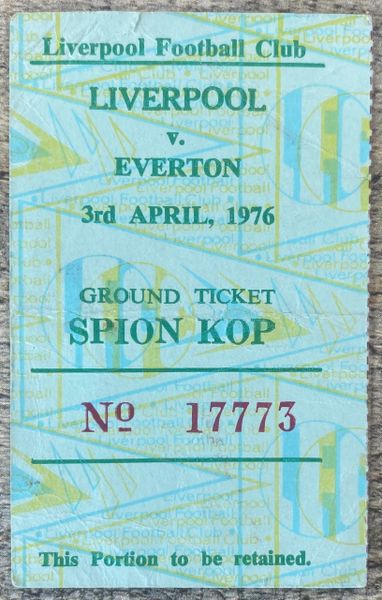 Liverpool Football Club
LIVERPOOL
v.
EVERTON
3rd APRIL, 1976
GROUND TICKET
SPION KOP
Nº 17773
This Portion to be retained.